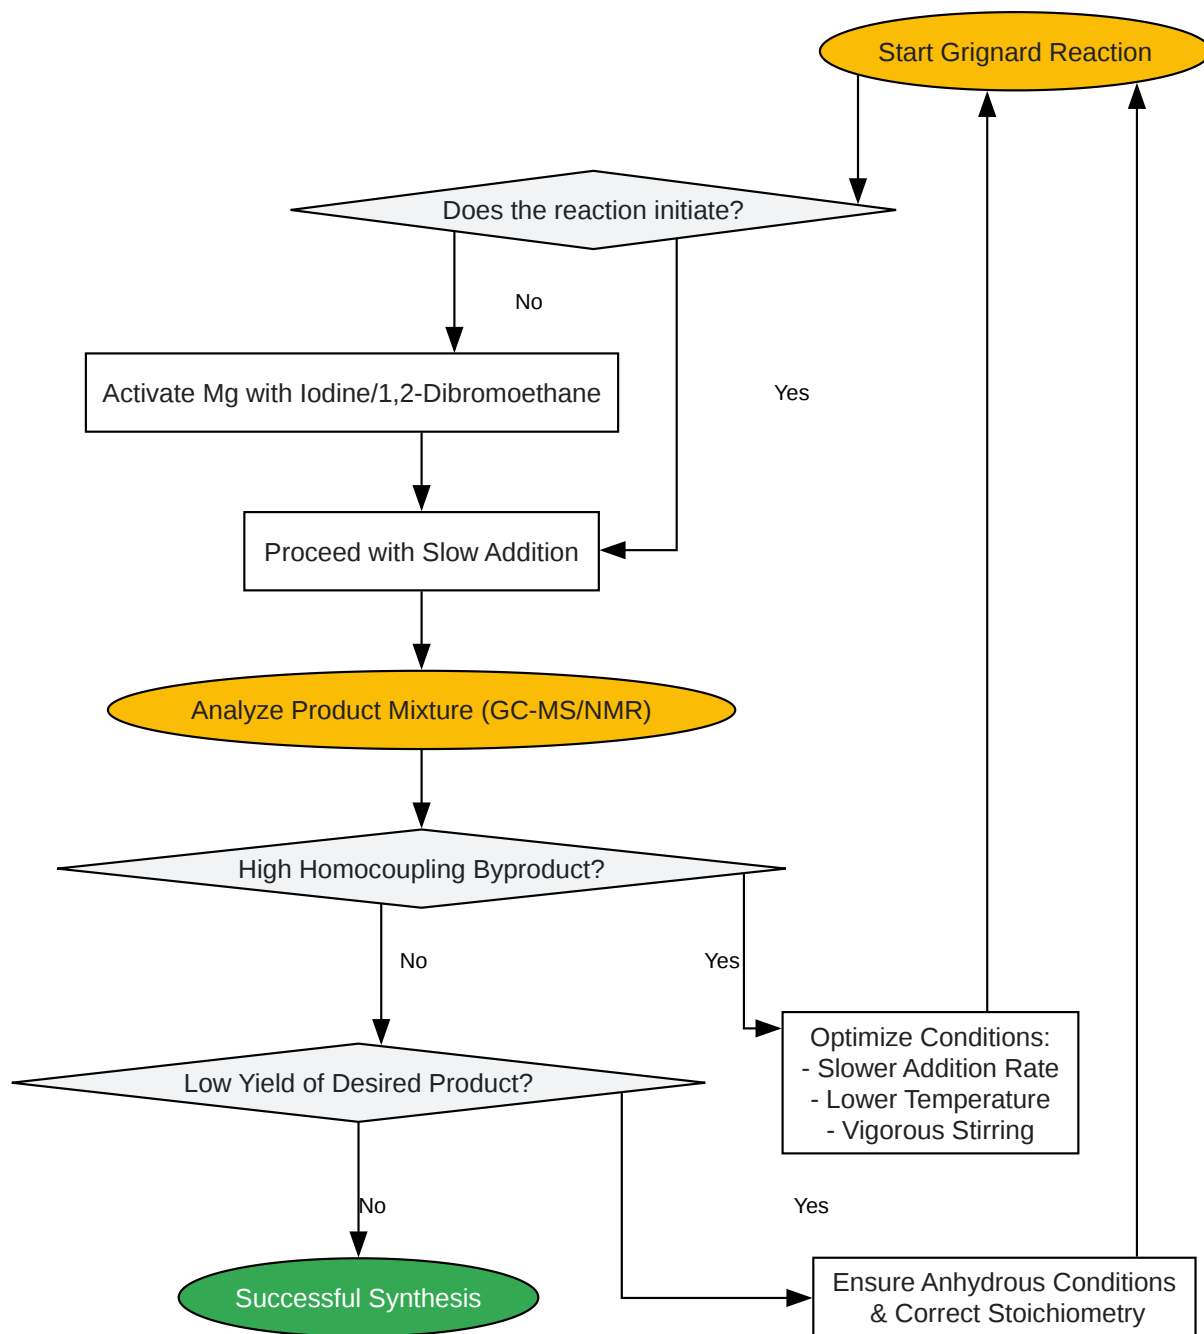 Start Grignard Reaction
Does the reaction initiate?
No
Activate Mg with Iodine/1,2-Dibromoethane
Yes
Proceed with Slow Addition
Analyze Product Mixture (GC-MS/NMR)
High Homocoupling Byproduct?
No
Yes
Optimize Conditions:
- Slower Addition Rate
- Lower Temperature
- Vigorous Stirring
Low Yield of Desired Product?
No
Yes
Successful Synthesis
Ensure Anhydrous Conditions
& Correct Stoichiometry